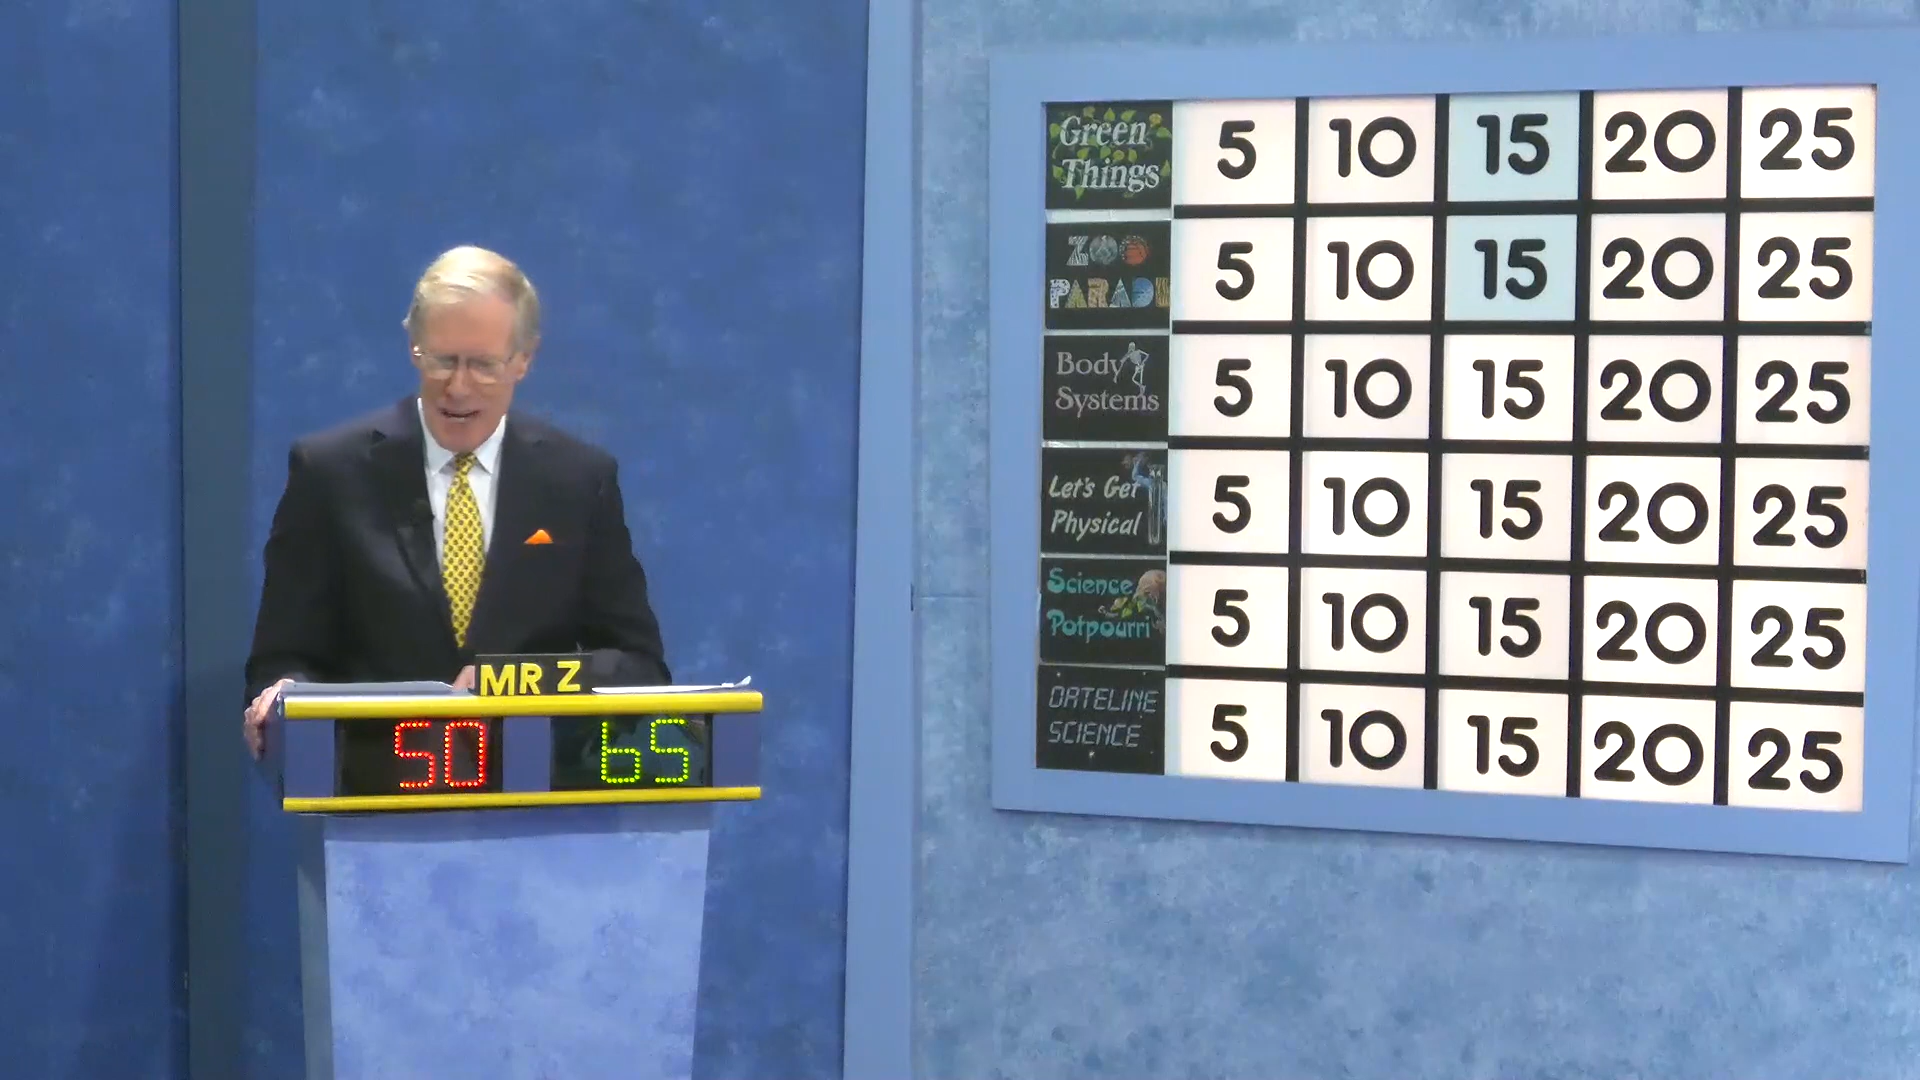 Green
Things
5 10 15 20 25
ZOO
PARADE
5 10 15 20 25
Body
Systems
5 10 15 20 25
Let's Get
Physical
5 10 15 20 25
Science
Potpourri
5 10 15 20 25
DATELINE
SCIENCE
5 10 15 20 25
MR Z
50 65